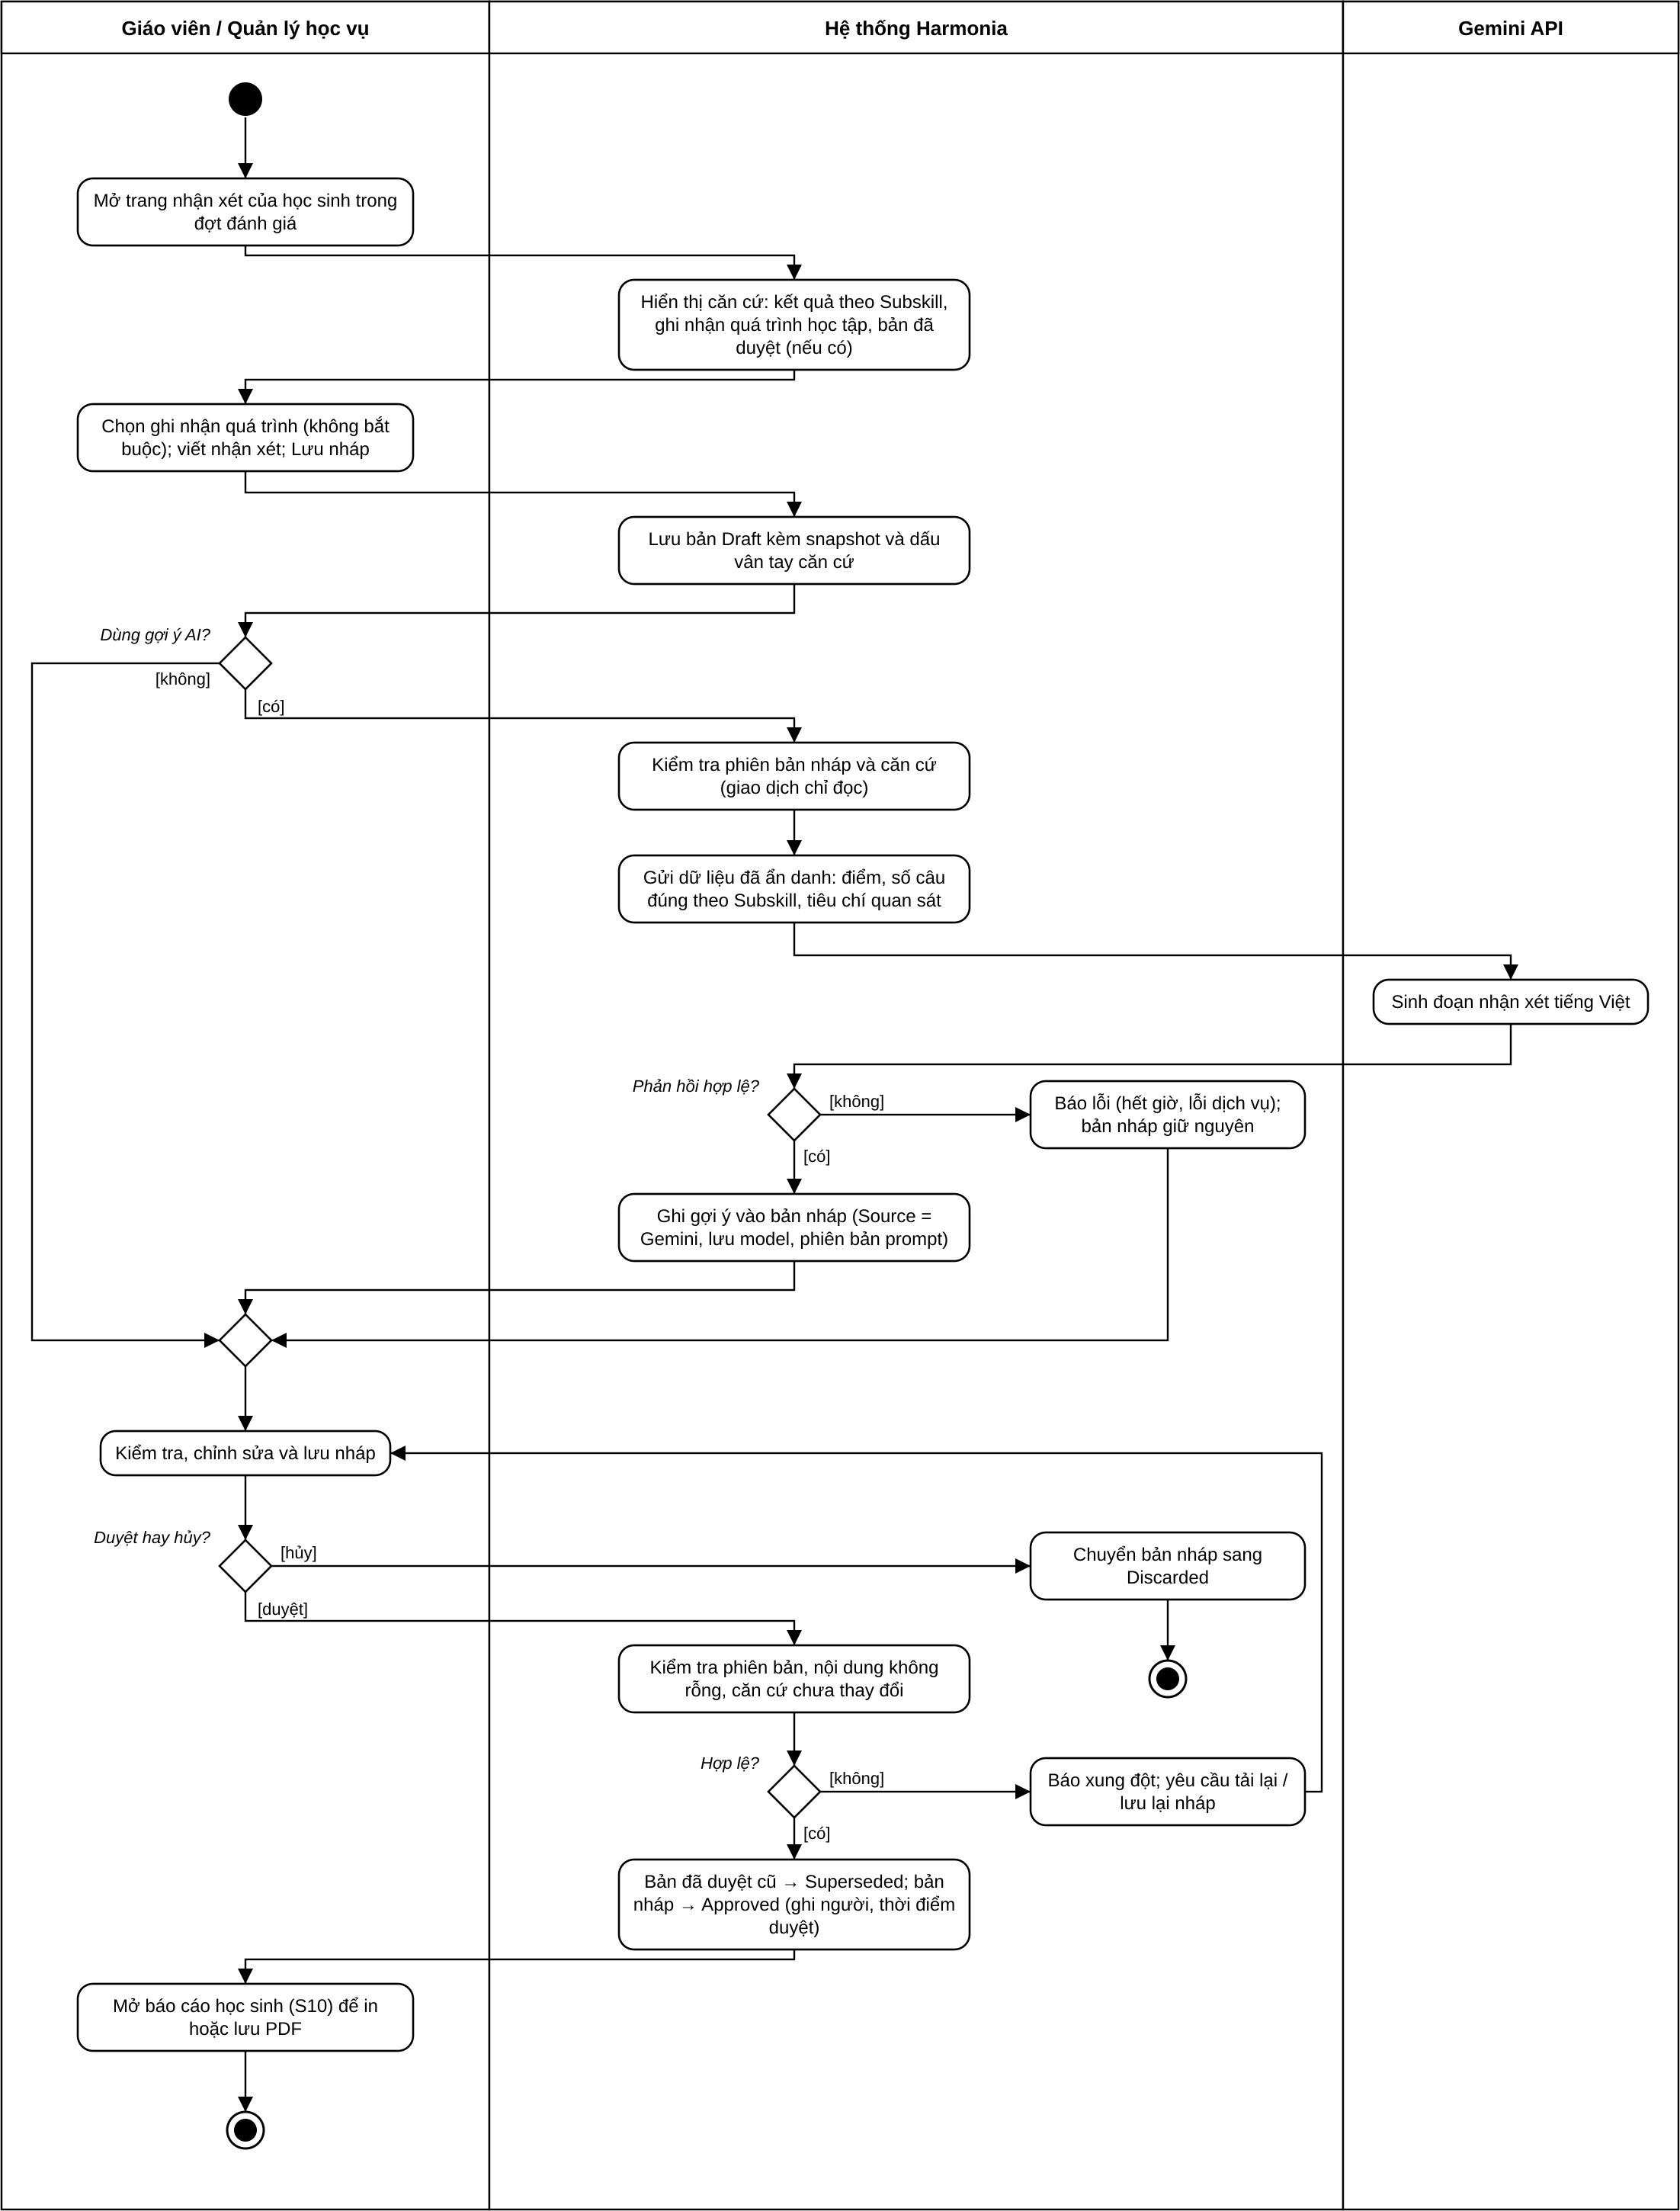 Giáo viên / Quản lý học vụ
Hệ thống Harmonia
Gemini API
Mở trang nhận xét của học sinh trong
đợt đánh giá
Hiển thị căn cứ: kết quả theo Subskill,
ghi nhận quá trình học tập, bản đã
duyệt (nếu có)
Chọn ghi nhận quá trình (không bắt
buộc); viết nhận xét; Lưu nháp
Lưu bản Draft kèm snapshot và dấu
vân tay căn cứ
Dùng gợi ý AI?
[không]
[có]
Kiểm tra phiên bản nháp và căn cứ
(giao dịch chỉ đọc)
Gửi dữ liệu đã ẩn danh: điểm, số câu
đúng theo Subskill, tiêu chí quan sát
Sinh đoạn nhận xét tiếng Việt
Phản hồi hợp lệ?
[không]
Báo lỗi (hết giờ, lỗi dịch vụ);
bản nháp giữ nguyên
[có]
Ghi gợi ý vào bản nháp (Source =
Gemini, lưu model, phiên bản prompt)
Kiểm tra, chỉnh sửa và lưu nháp
Duyệt hay hủy?
[hủy]
Chuyển bản nháp sang
Discarded
[duyệt]
Kiểm tra phiên bản, nội dung không
rỗng, căn cứ chưa thay đổi
Hợp lệ?
[không]
Báo xung đột; yêu cầu tải lại /
lưu lại nháp
[có]
Bản đã duyệt cũ → Superseded; bản
nháp → Approved (ghi người, thời điểm
duyệt)
Mở báo cáo học sinh (S10) để in
hoặc lưu PDF